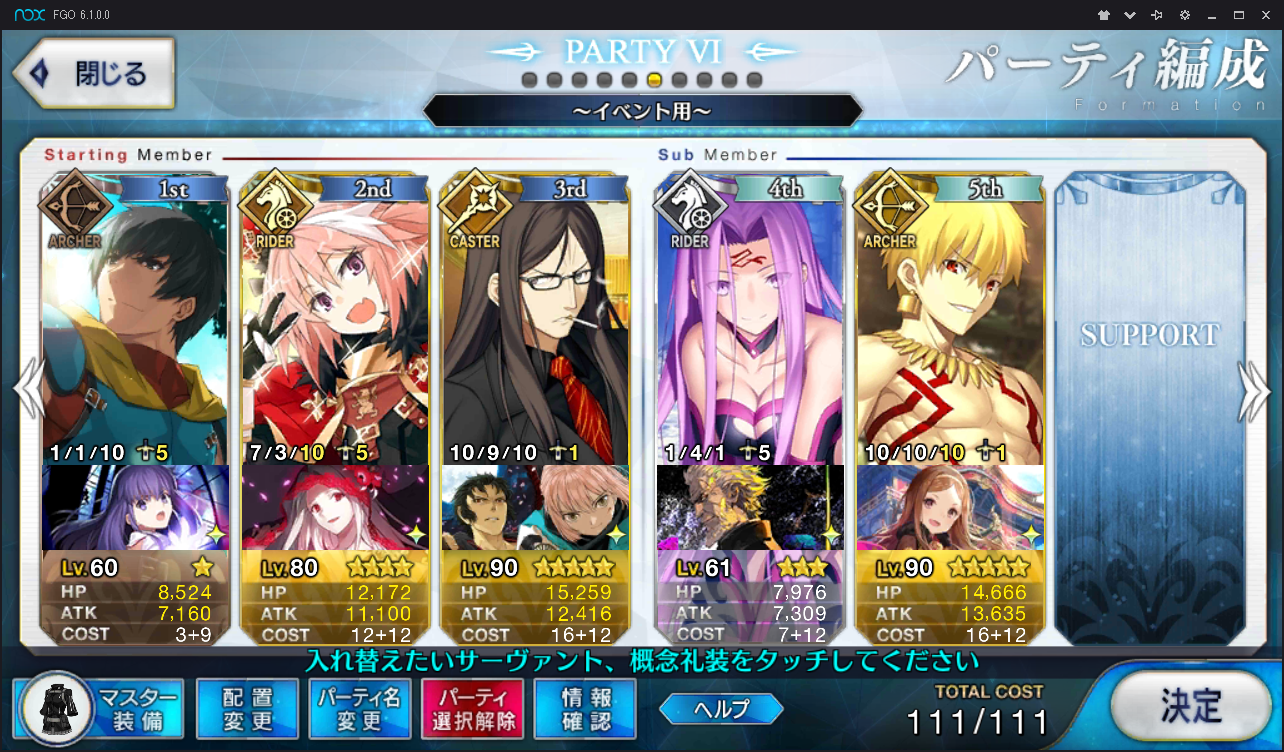 nox FGO 6.1.0.0
閉じる
PARTY VI
パーティ編成
Formation
～イベント用～
Starting Member
Sub Member
1st
2nd
3rd
4th
5th
ARCHER
RIDER
CASTER
RIDER
ARCHER
SUPPORT
1/1/10 5
7/3/10 5
10/9/10 1
1/4/1 5
10/10/10 1
Lv.60
HP 8,524
ATK 7,160
COST 3+9
Lv.80
HP 12,172
ATK 11,100
COST 12+12
Lv.90
HP 15,259
ATK 12,416
COST 16+12
Lv.61
HP 7,976
ATK 7,309
COST 7+12
Lv.90
HP 14,666
ATK 13,635
COST 16+12
入れ替えたいサーヴァント、概念礼装をタッチしてください
マスター
装備
配置
変更
パーティ名
変更
パーティ
選択解除
情報
確認
ヘルプ
TOTAL COST
111/111
決定